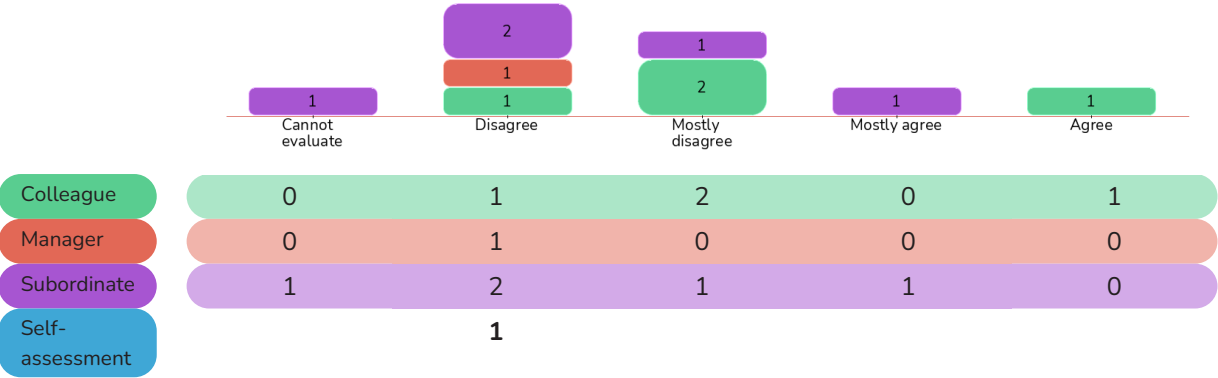 2
1
1
1
2
1
1
1
Cannot
evaluate
Disagree
Mostly
disagree
Mostly agree
Agree
Colleague 0 1 2 0 1
Manager 0 1 0 0 0
Subordinate 1 2 1 1 0
Self-
assessment
1